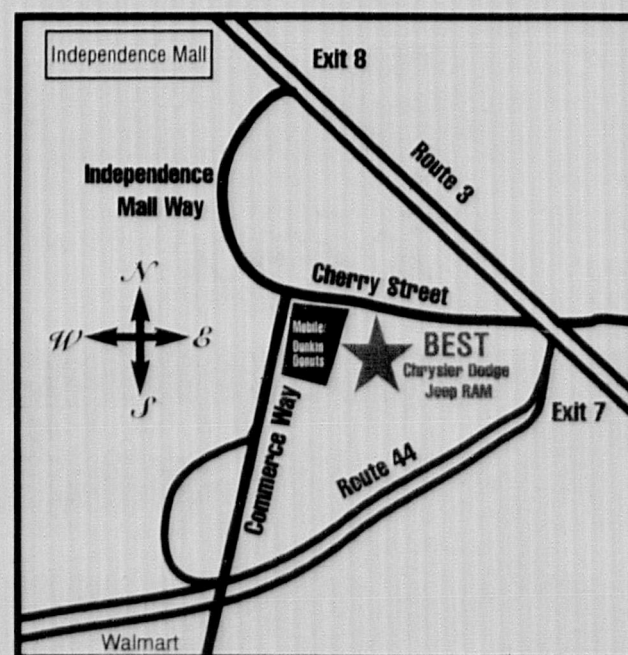 Independence Mall
Exit 8
Route 3
Independence
Mall Way
Cherry Street
N
W
E
S
Mobile
Dunkin
Donuts
BEST
Chrysler Dodge
Jeep RAM
Exit 7
Commerce Way
Route 44
Walmart